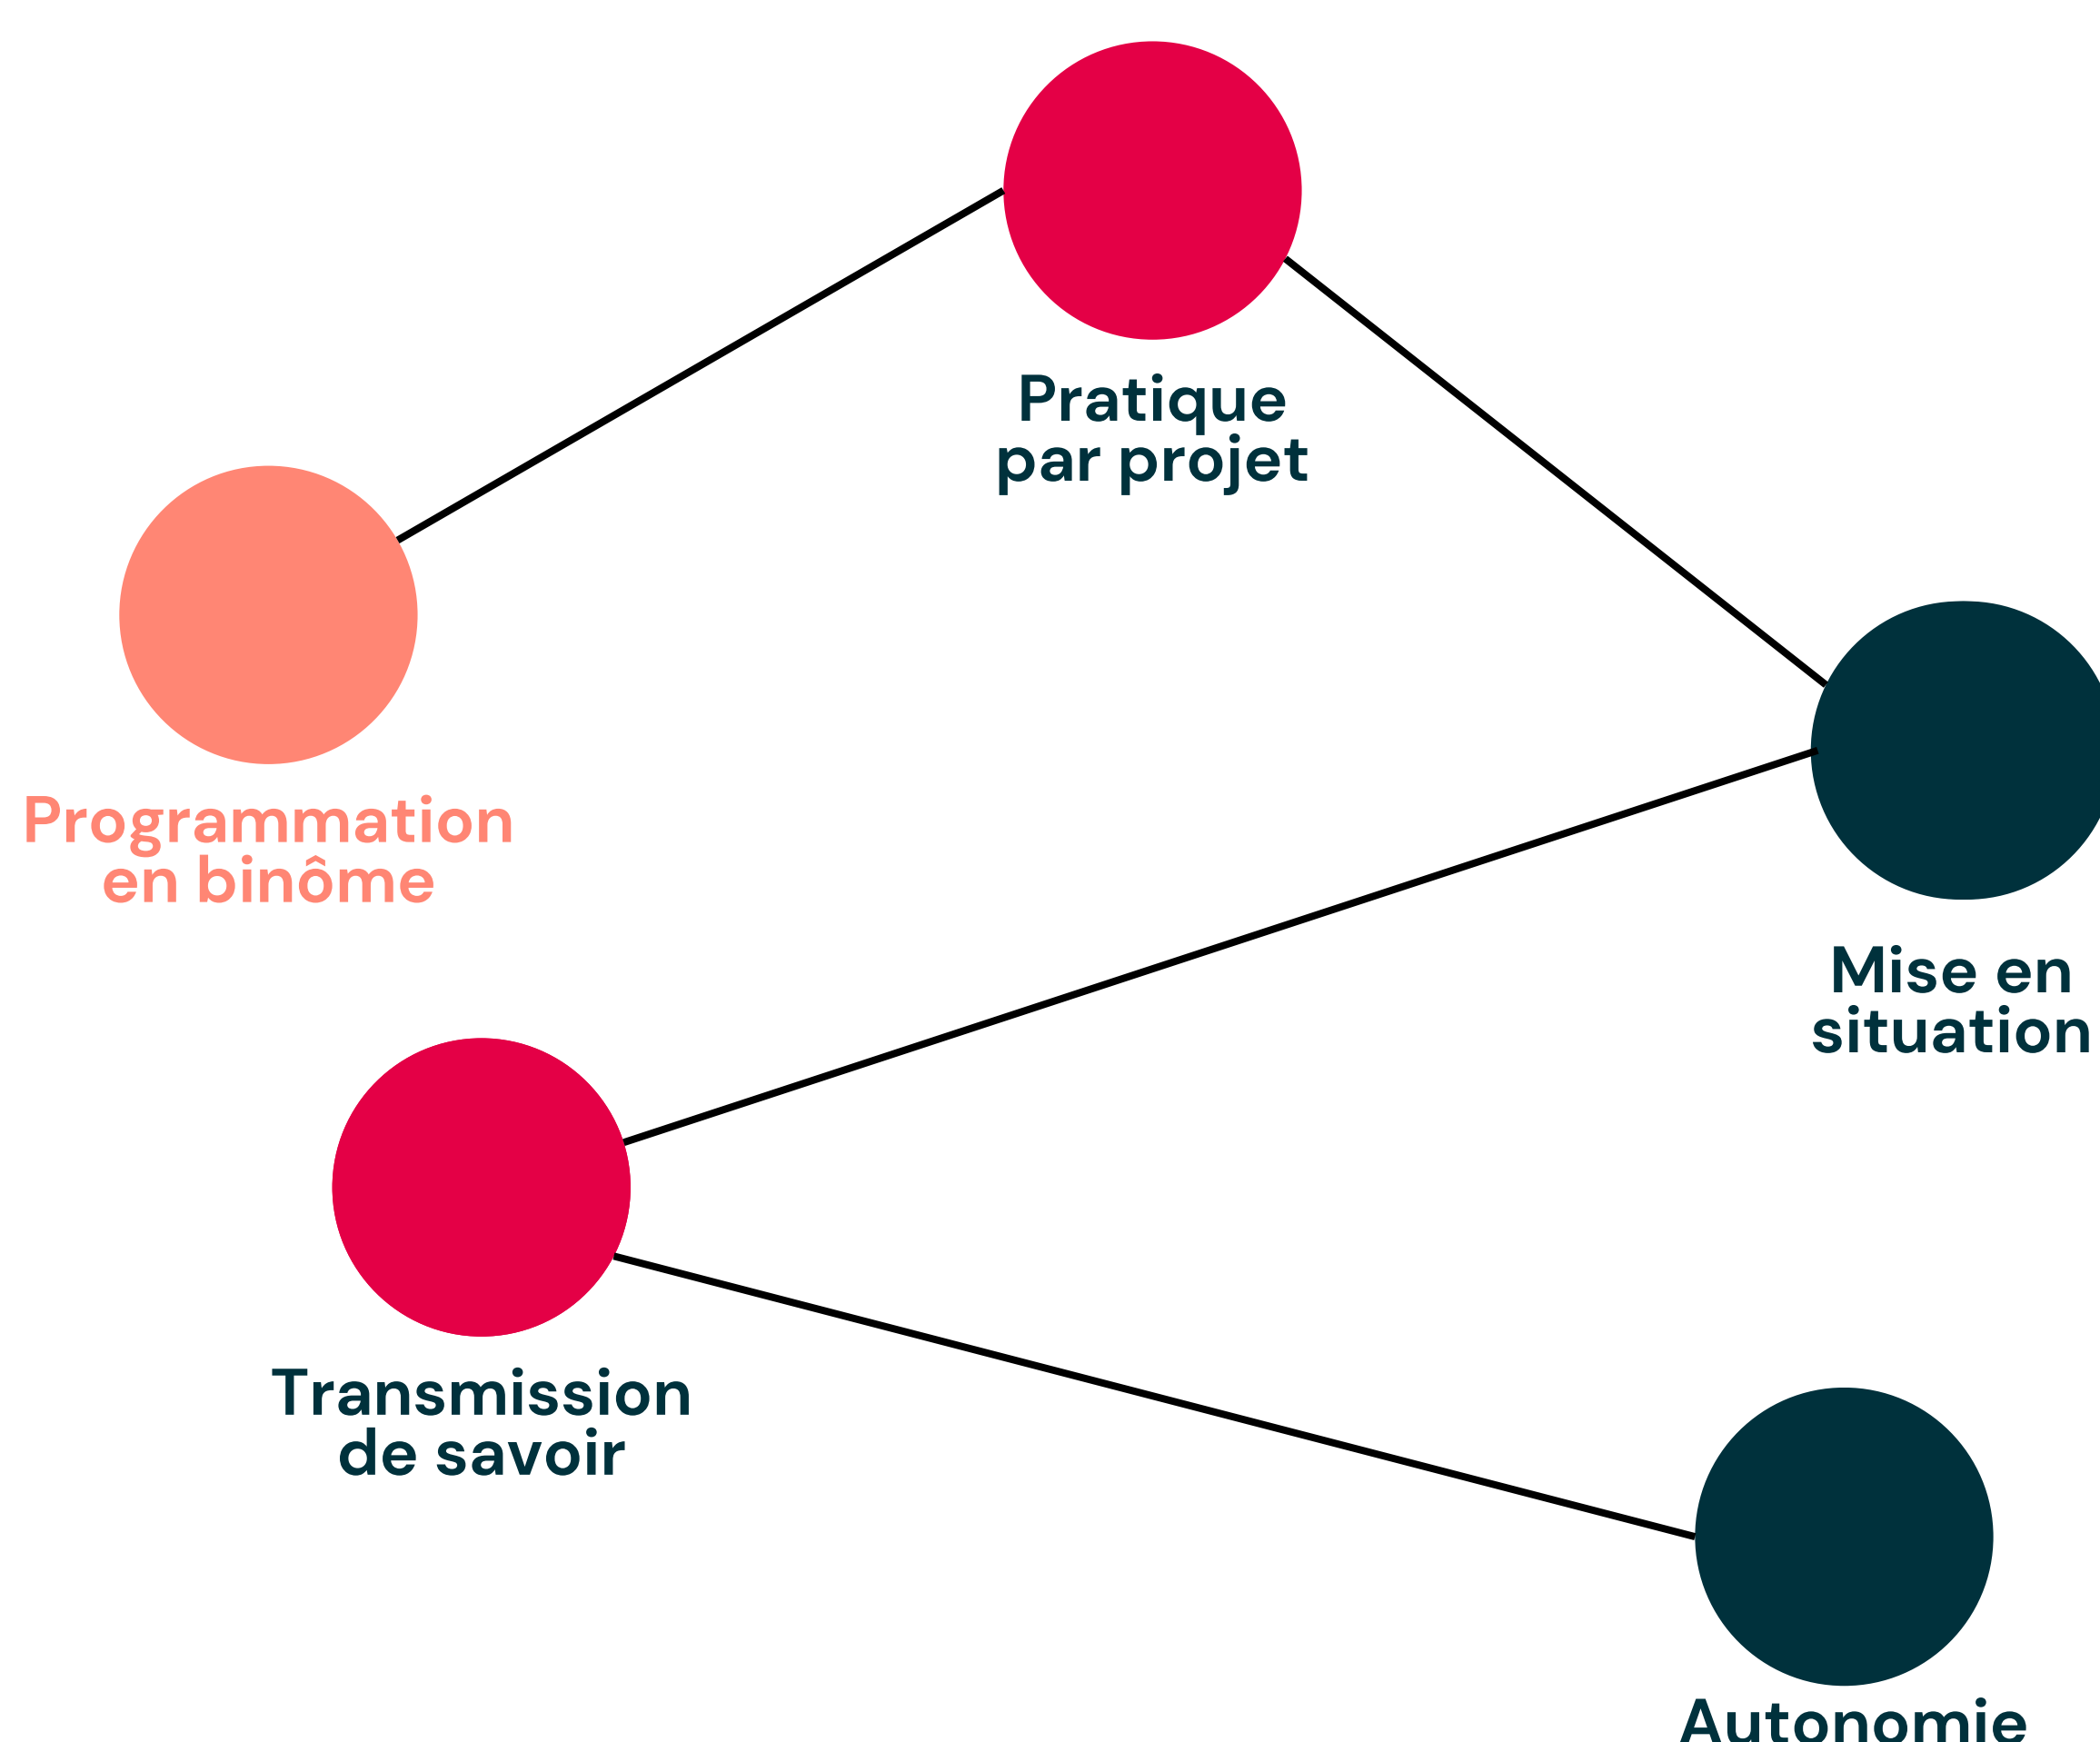 Pratique
par projet
Programmation
en binôme
Mise en
situation
Transmission
de savoir
Autonomie